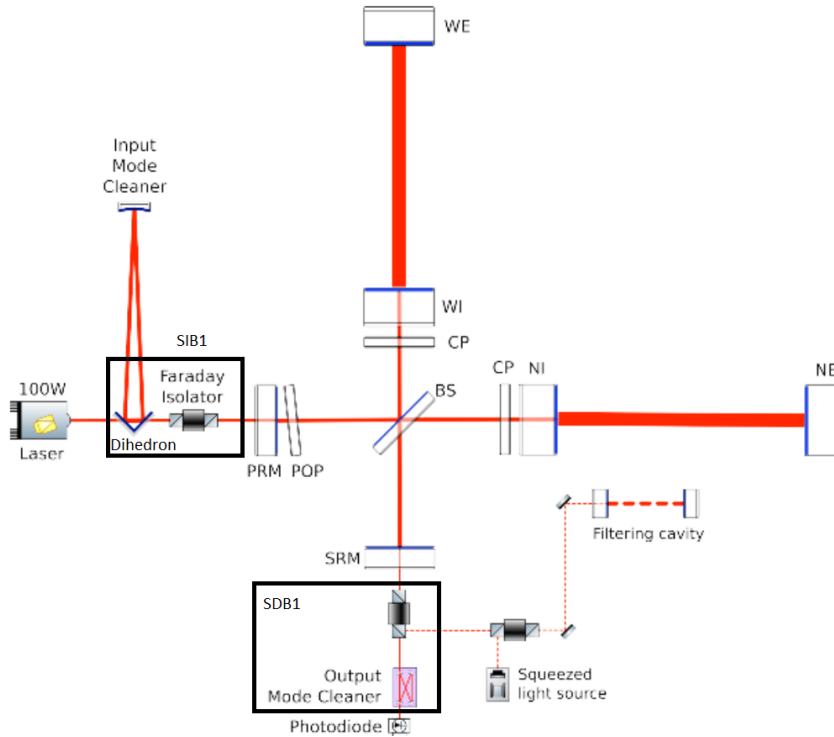 WE
Input
Mode
Cleaner
WI
SIB1
CP
100W
Faraday
Isolator
BS
CP
NI
NE
Laser
Dihedron
PRM
POP
Filtering cavity
SRM
SDB1
Output
Mode Cleaner
Squeezed
light source
Photodiode